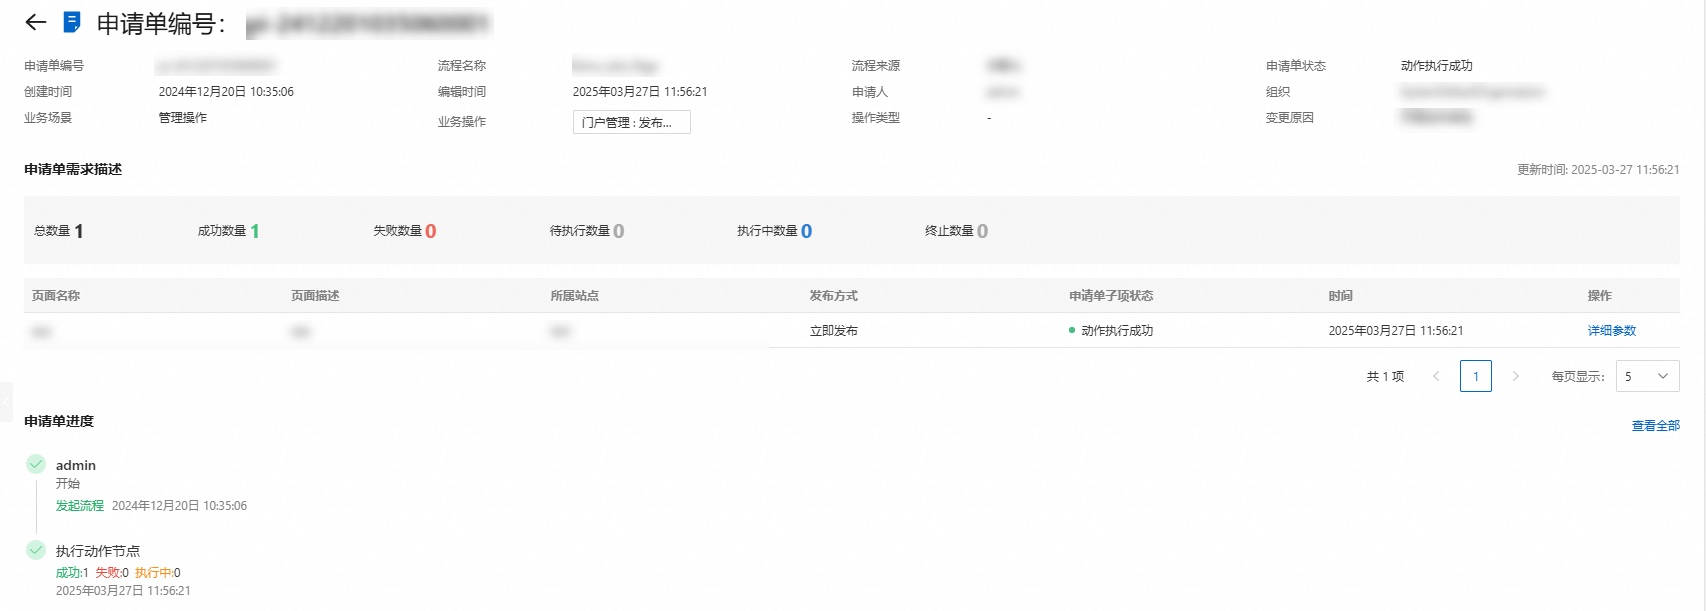 申请单编号：
申请单编号 流程名称 流程来源 申请单状态 动作执行成功
创建时间 2024年12月20日 10:35:06 编辑时间 2025年03月27日 11:56:21 申请人 组织
业务场景 管理操作 业务操作 门户管理 : 发布... 操作类型 - 变更原因
申请单需求描述 更新时间: 2025-03-27 11:56:21
总数量 1 成功数量 1 失败数量 0 待执行数量 0 执行中数量 0 终止数量 0
页面名称 页面描述 所属站点 发布方式 申请单子项状态 时间 操作
立即发布 动作执行成功 2025年03月27日 11:56:21 详细参数
共 1 项 1 每页显示： 5
申请单进度 查看全部
admin
开始
发起流程 2024年12月20日 10:35:06
执行动作节点
成功:1 失败:0 执行中:0
2025年03月27日 11:56:21